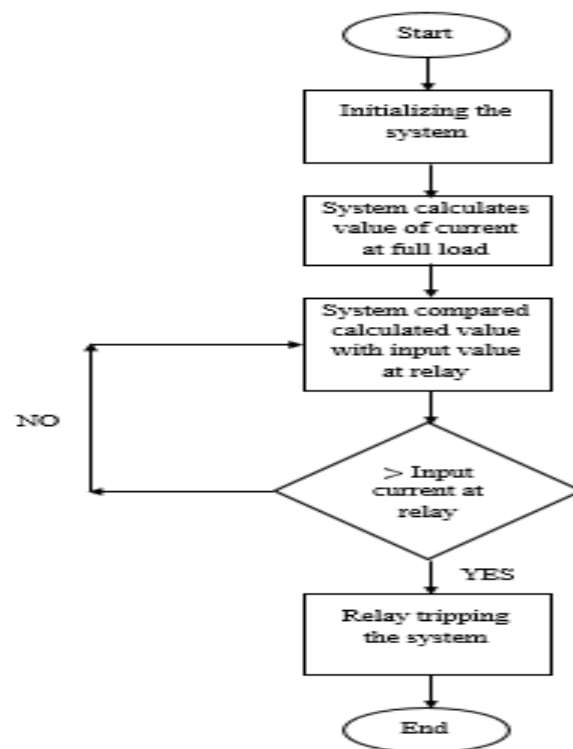 Start
Initializing the
system
System calculates
value of current
at full load
System compared
calculated value
with input value
at relay
NO
> Input
current at
relay
YES
Relay tripping
the system
End